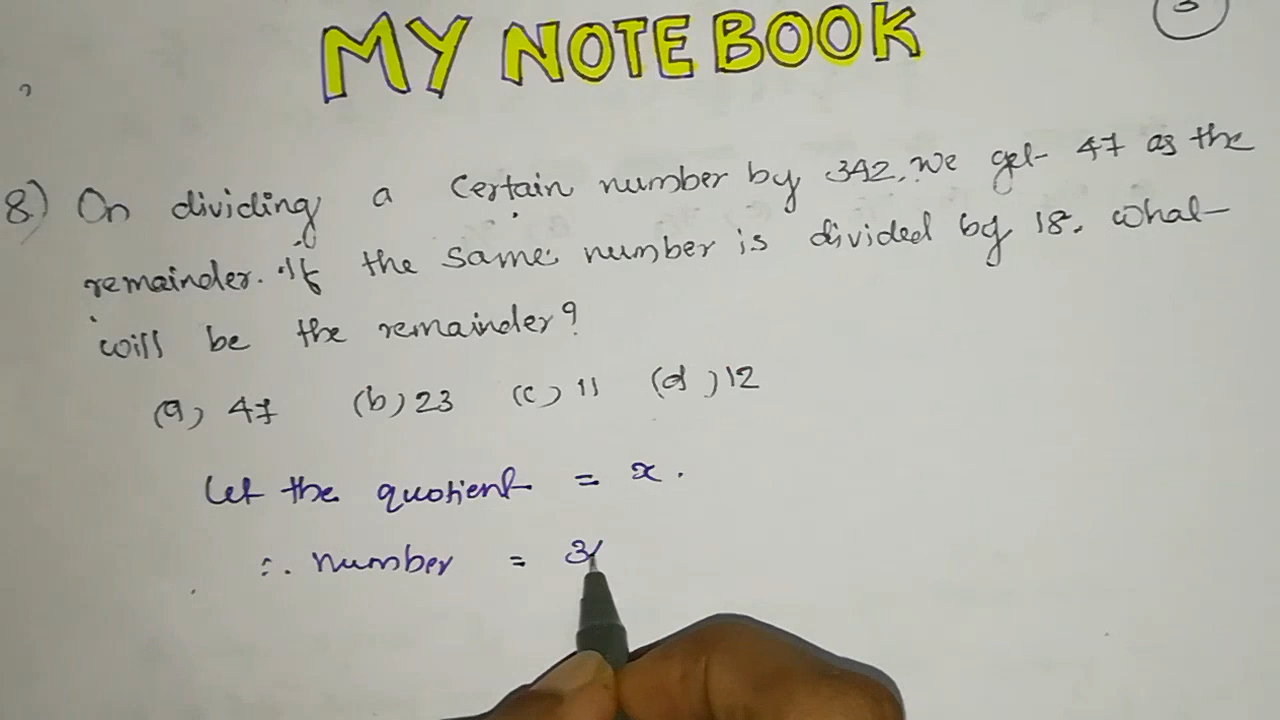 MY NOTE BOOK
8) On dividing a certain number by 342, we get 47 as the
remainder. If the same number is divided by 18. what
will be the remainder?
(a) 47 (b) 23 (c) 11 (d) 12
Let the quotient = x.
∴ number = 34